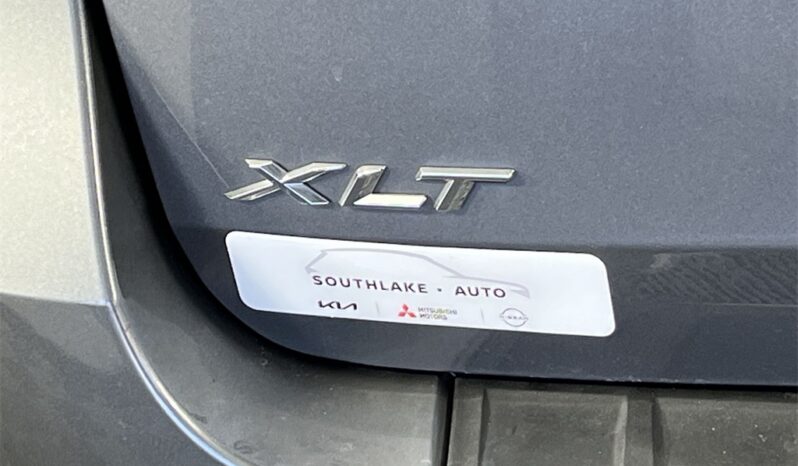 XLT
SOUTHLAKE · AUTO
KIA MITSUBISHI MOTORS NISSAN